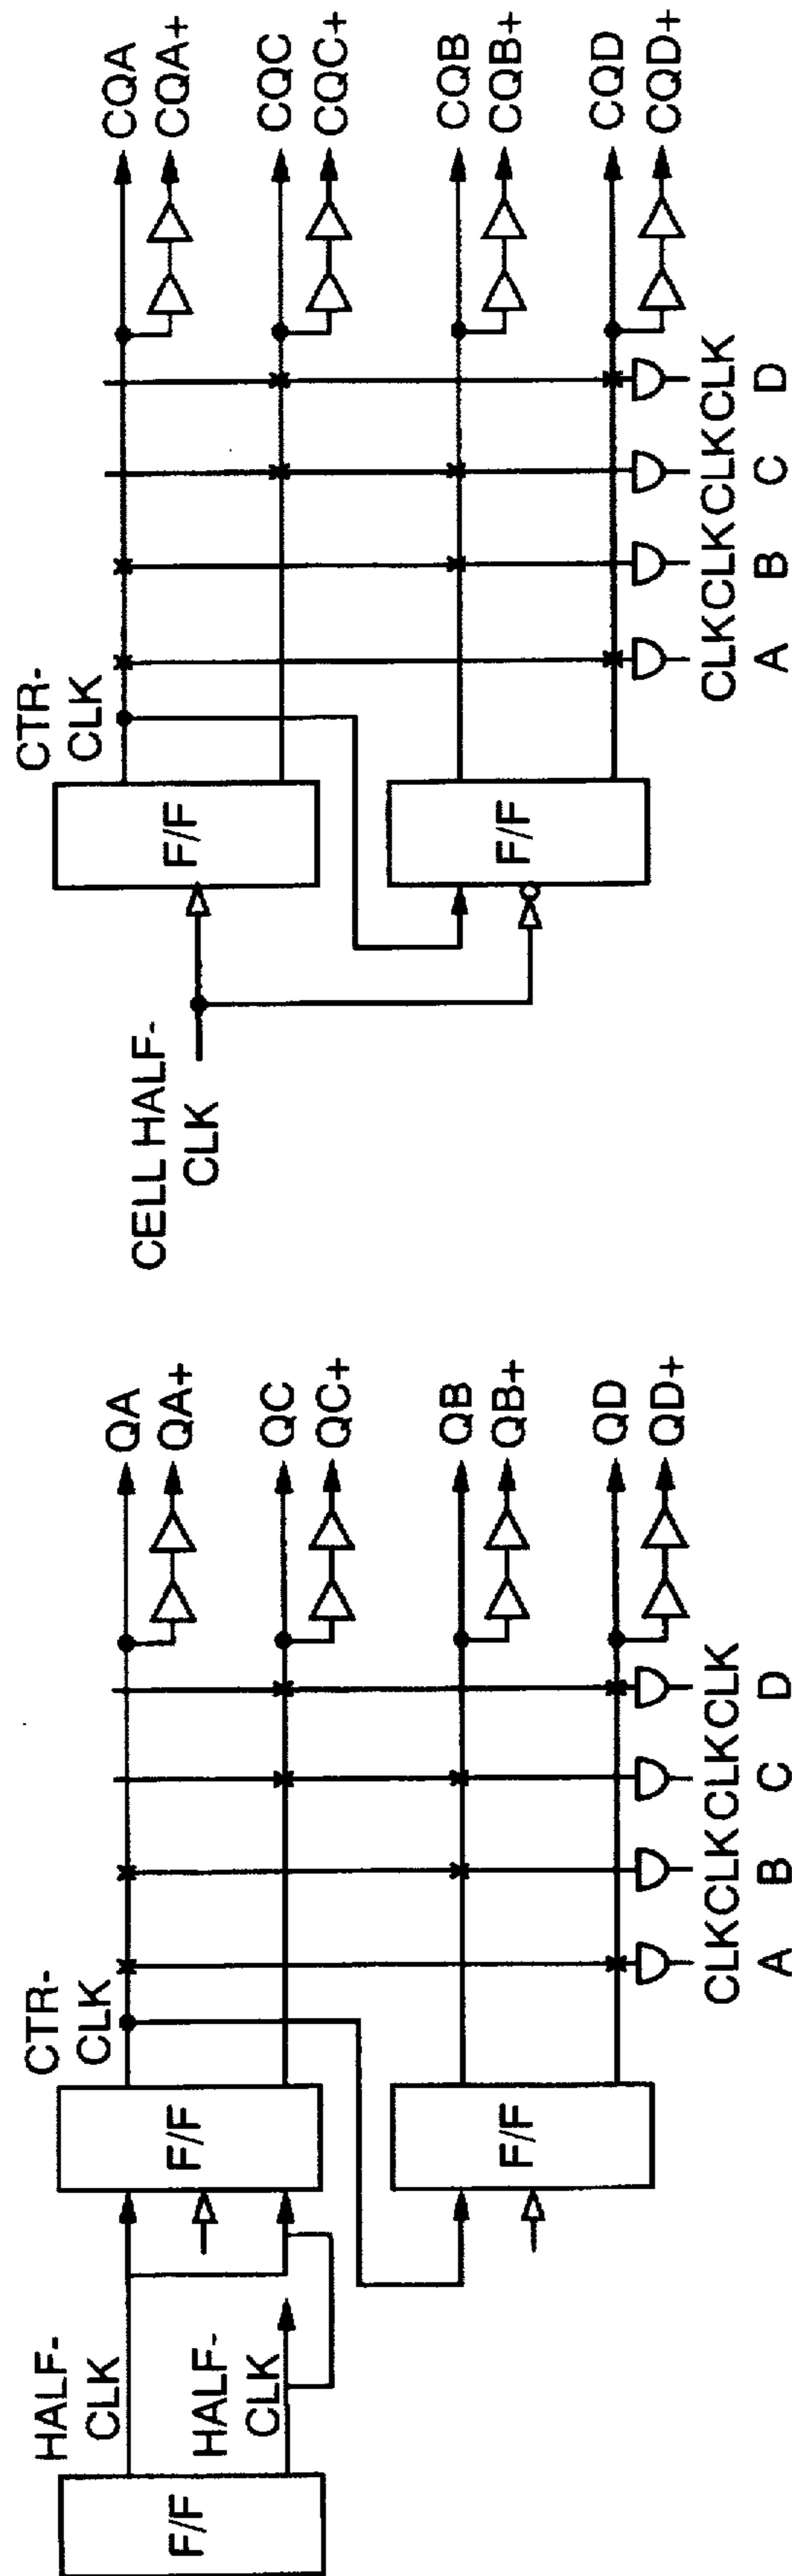 F/F
HALF-
CLK
HALF-
CLK
F/F
F/F
CTR-
CLK
QA
QA+
QC
QC+
QB
QB+
QD
QD+
CLK CLK CLK CLK
A B C D
CELL HALF-
CLK
F/F
F/F
CTR-
CLK
CQA
CQA+
CQC
CQC+
CQB
CQB+
CQD
CQD+
CLK CLK CLK CLK
A B C D